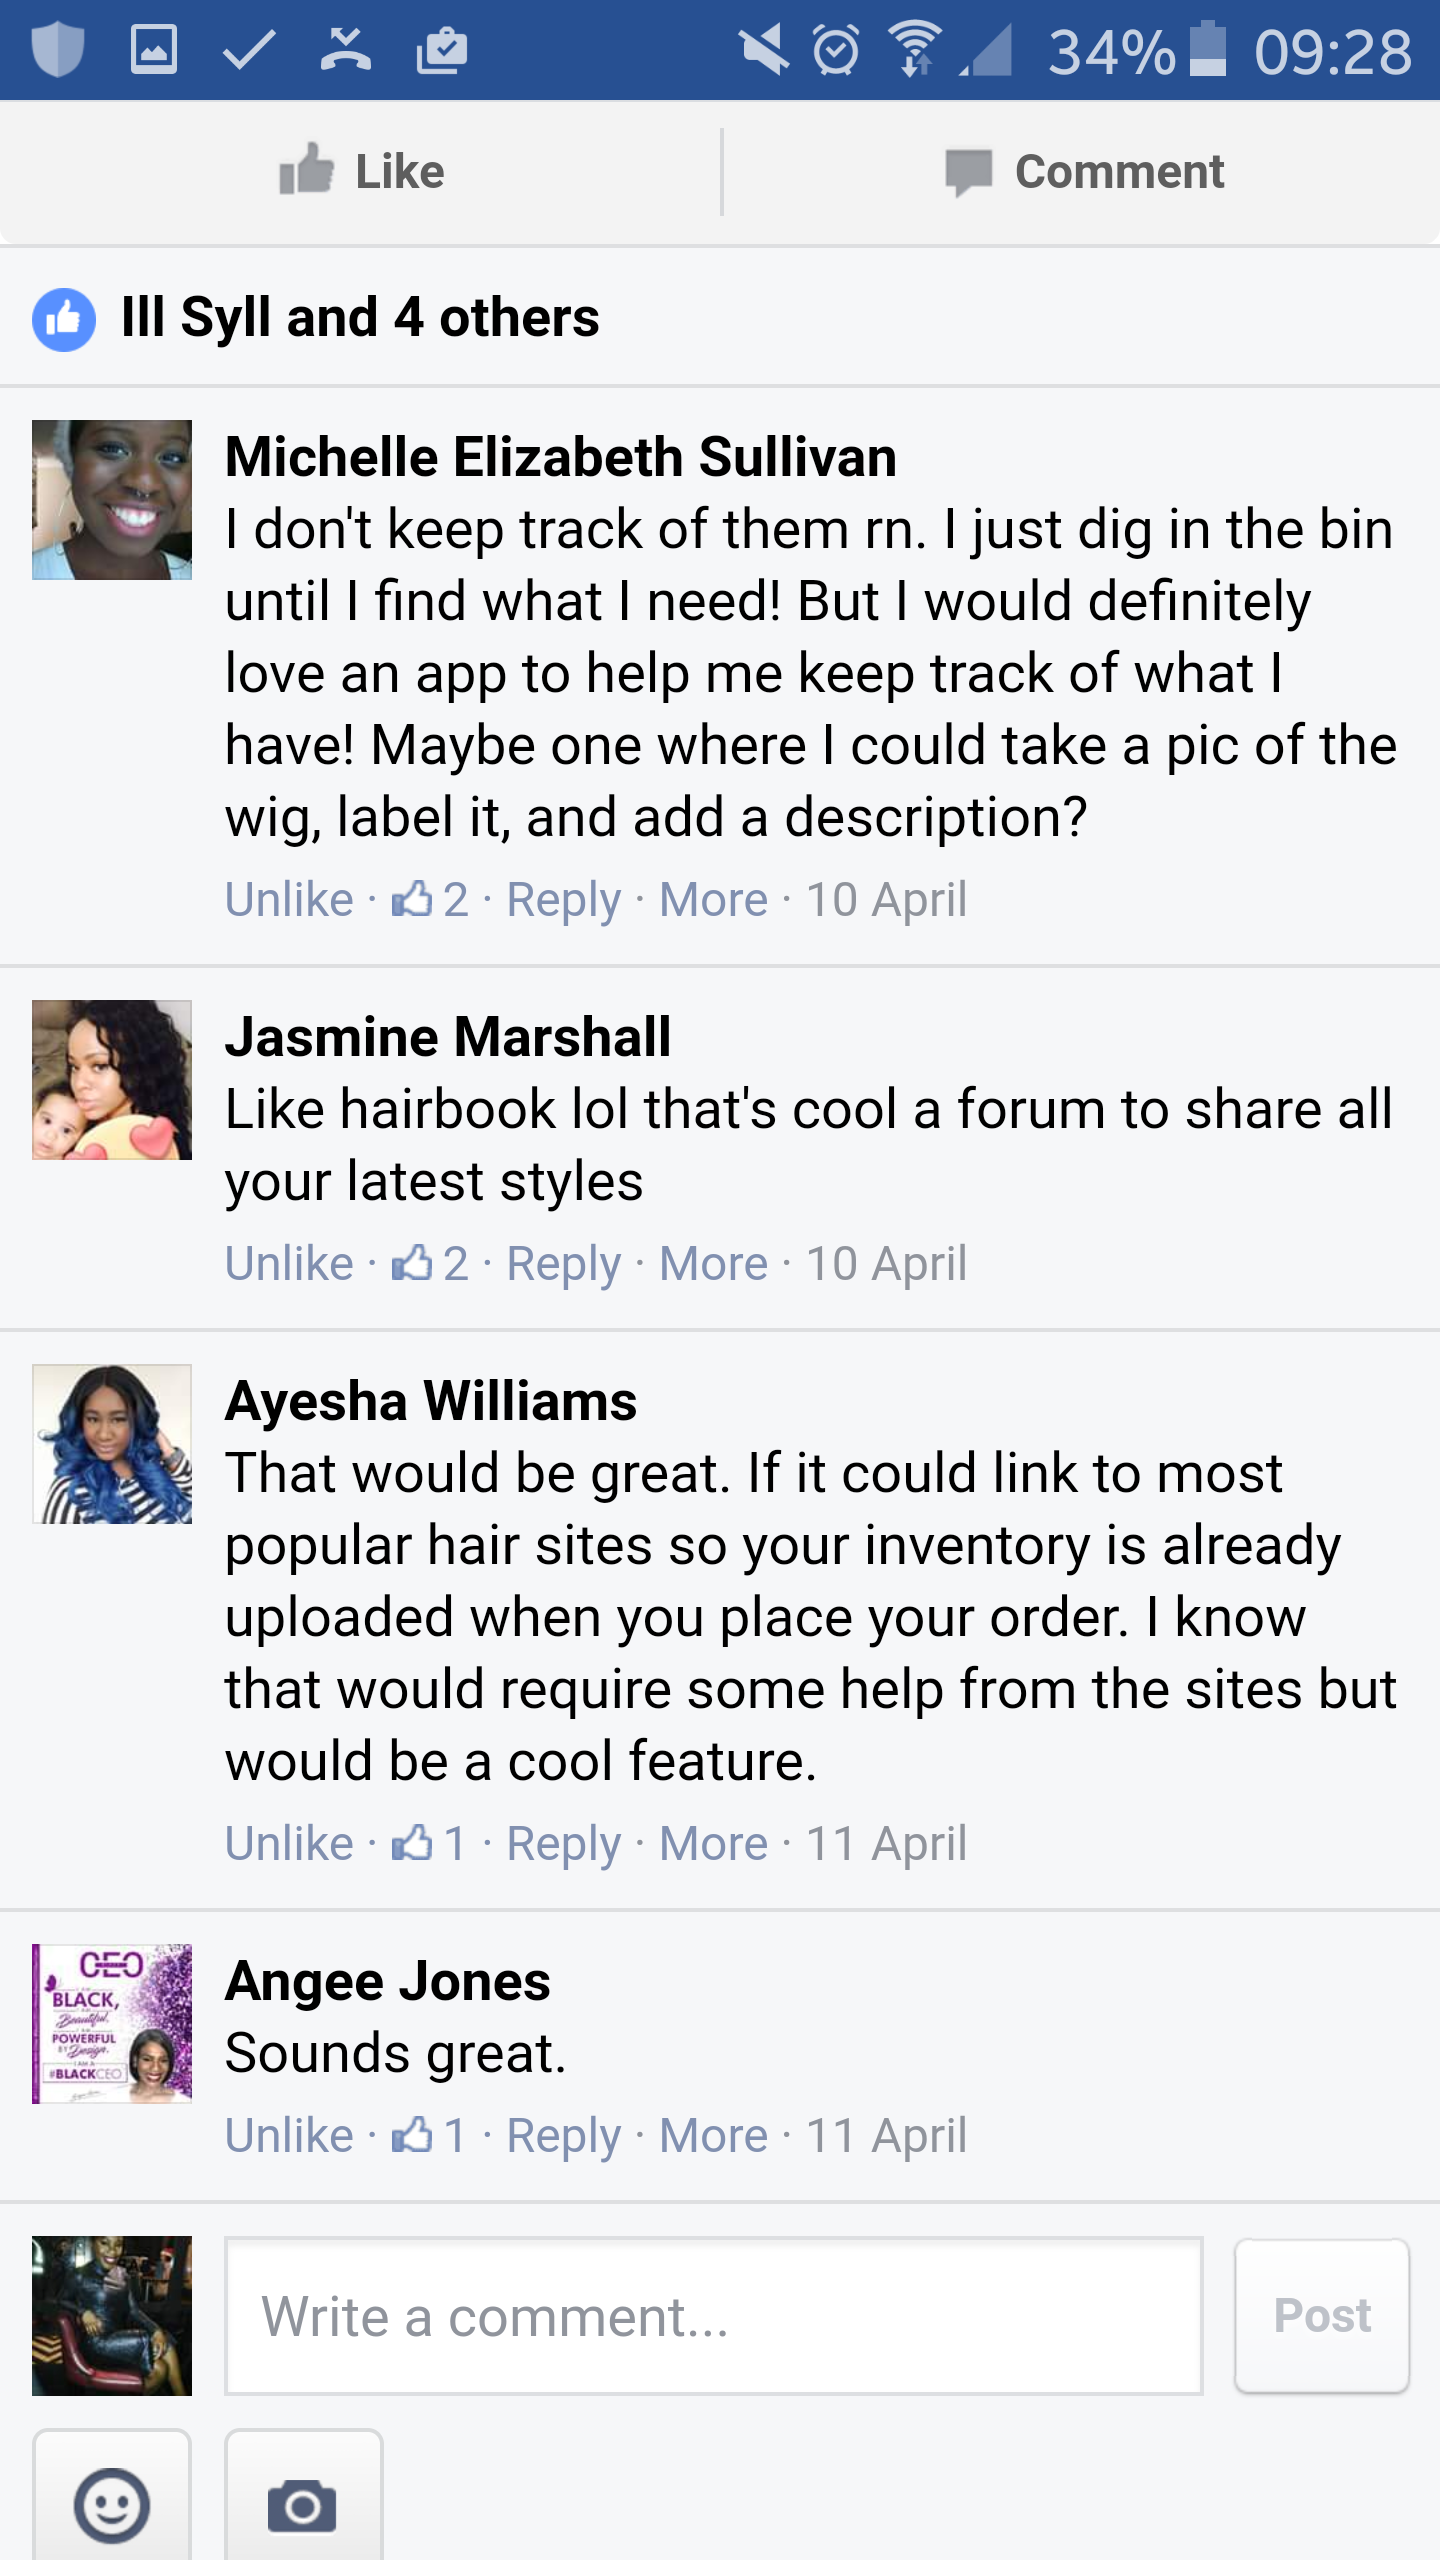 34% 09:28
Like Comment
Ill Syll and 4 others
Michelle Elizabeth Sullivan
I don't keep track of them rn. I just dig in the bin
until I find what I need! But I would definitely
love an app to help me keep track of what I
have! Maybe one where I could take a pic of the
wig, label it, and add a description?
Unlike · 2 · Reply · More · 10 April
Jasmine Marshall
Like hairbook lol that's cool a forum to share all
your latest styles
Unlike · 2 · Reply · More · 10 April
Ayesha Williams
That would be great. If it could link to most
popular hair sites so your inventory is already
uploaded when you place your order. I know
that would require some help from the sites but
would be a cool feature.
Unlike · 1 · Reply · More · 11 April
CEO
BLACK,
Beautiful,
POWERFUL
BY Design.
I AM A
#BLACKCEO
Angee Jones
Sounds great.
Unlike · 1 · Reply · More · 11 April
Write a comment...
Post